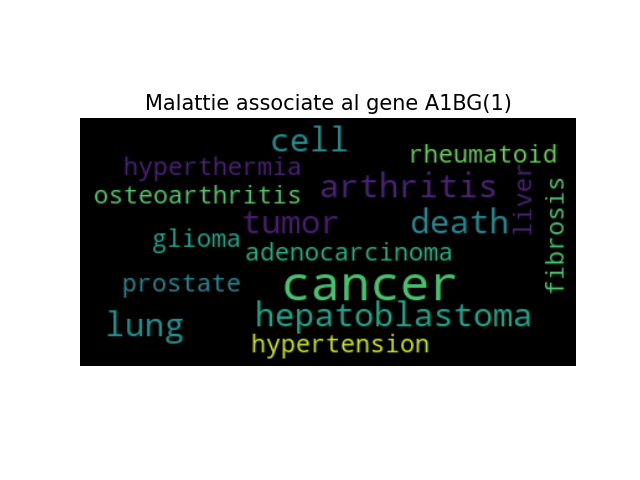 Malattie associate al gene A1BG(1)
cell
rheumatoid
hyperthermia
arthritis
liver
osteoarthritis
fibrosis
tumor
death
glioma
adenocarcinoma
prostate
cancer
hepatoblastoma
lung
hypertension